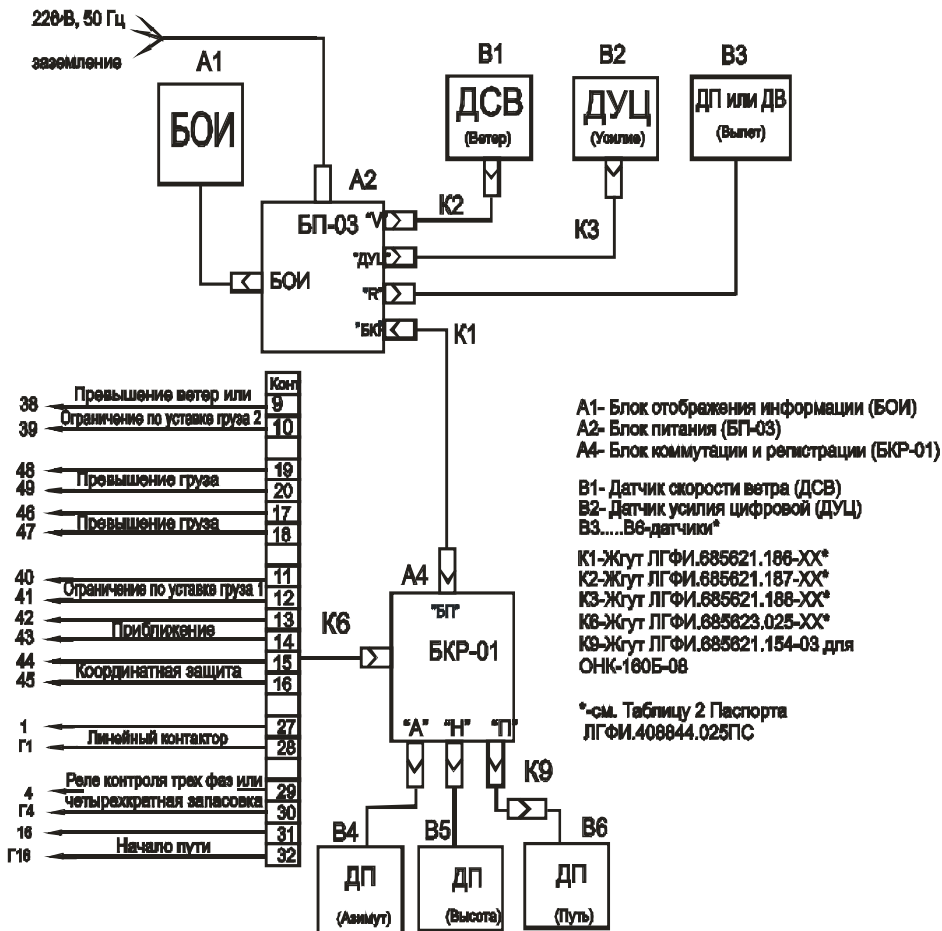 220 В, 50 Гц
заземление
А1
БОИ
В1
ДСВ
(Ветер)
В2
ДУЦ
(Усилие)
В3
ДП или ДВ
(Вылет)
А2
БП-03
"V"
"ДУЦ"
"R"
"БКР"
БОИ
К2
К3
К1
Конт
38
Превышение ветер или
9
39
Ограничение по уставке груза 2
10
48
19
49
Превышение груза
20
46
17
47
Превышение груза
18
40
11
41
Ограничение по уставке груза 1
12
42
13
43
Приближение
14
44
15
45
Координатная защита
16
1
27
Г1
Линейный контактор
28
4
Реле контроля трех фаз или
29
Г4
четырехкратная запасовка
30
16
31
Г16
Начало пути
32
К6
А4
"БП"
БКР-01
"А" "Н" "П"
К9
В4
ДП
(Азимут)
В5
ДП
(Высота)
В6
ДП
(Путь)
А1- Блок отображения информации (БОИ)
А2- Блок питания (БП-03)
А4- Блок коммутации и регистрации (БКР-01)
В1- Датчик скорости ветра (ДСВ)
В2- Датчик усилия цифровой (ДУЦ)
В3.....В6-датчики*
К1-Жгут ЛГФИ.685621.186-ХХ*
К2-Жгут ЛГФИ.685621.187-ХХ*
К3-Жгут ЛГФИ.685621.188-ХХ*
К6-Жгут ЛГФИ.685623.025-ХХ*
К9-Жгут ЛГФИ.685621.154-03 для
ОНК-160Б-08
*-см. Таблицу 2 Паспорта
ЛГФИ.408844.025ПС